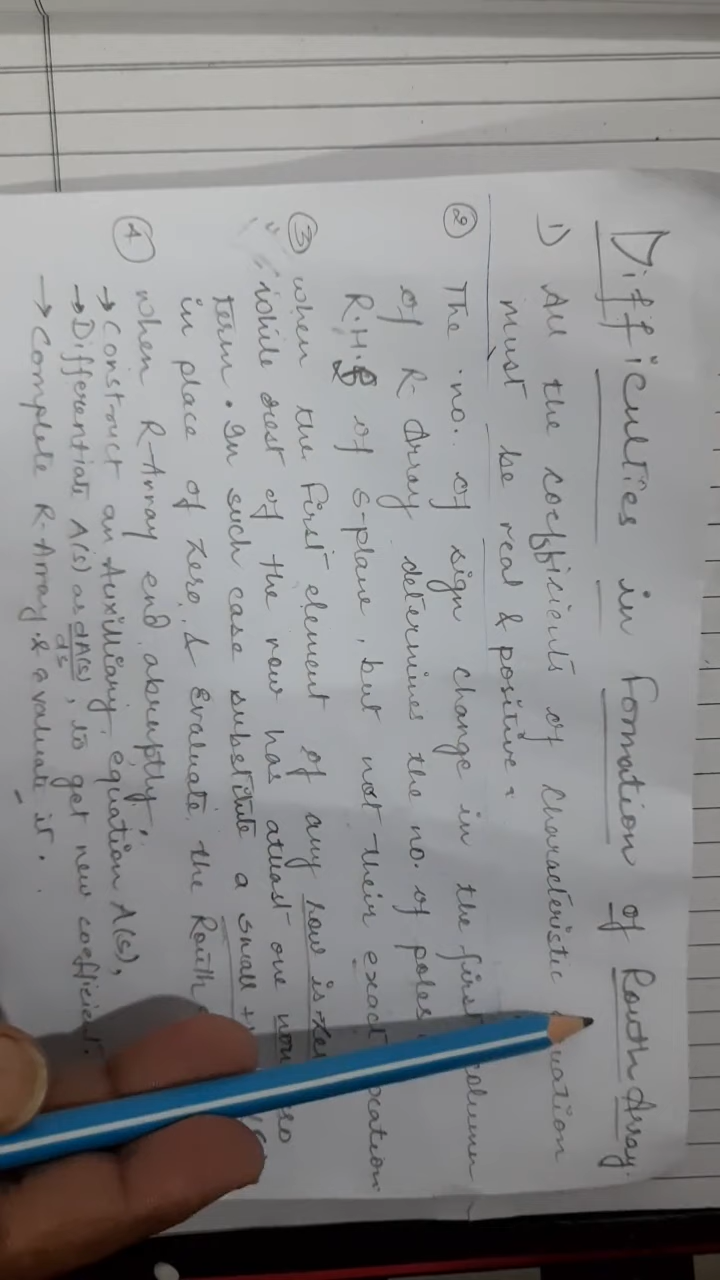 Difficulties in Formation of Routh Array.
1) All the coefficients of characteristic
must be real & positive.
② The no. of sign change in the first column
of R-Array determines the no. of poles
R.H.S of s-plane, but not their exact
③ when the First element of any row is
" while rest of the row has atleast one
term. In such case substitute a small
in place of zero, & Evaluate the Routh
④ when R-Array end abruptly;
→ Construct an Auxilliary equation A(s),
→ Differentiate A(s) as dA(s)/ds, to get new coefficient.
→ Complete R-Array & evaluate it.